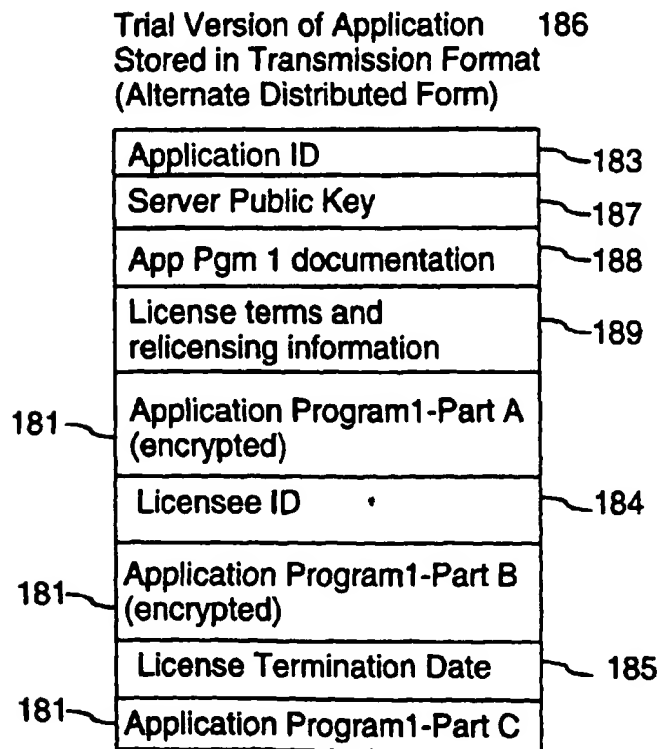 Trial Version of Application 186
Stored in Transmission Format
(Alternate Distributed Form)
Application ID 183
Server Public Key 187
App Pgm 1 documentation 188
License terms and
relicensing information 189
181 Application Program1-Part A
(encrypted)
Licensee ID 184
181 Application Program1-Part B
(encrypted)
License Termination Date 185
181 Application Program1-Part C